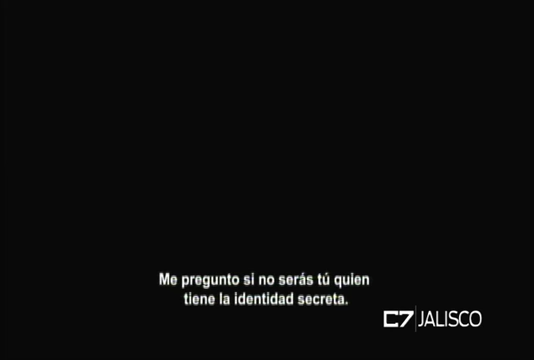 Me pregunto si no serás tú quien
tiene la identidad secreta.
C7 JALISCO